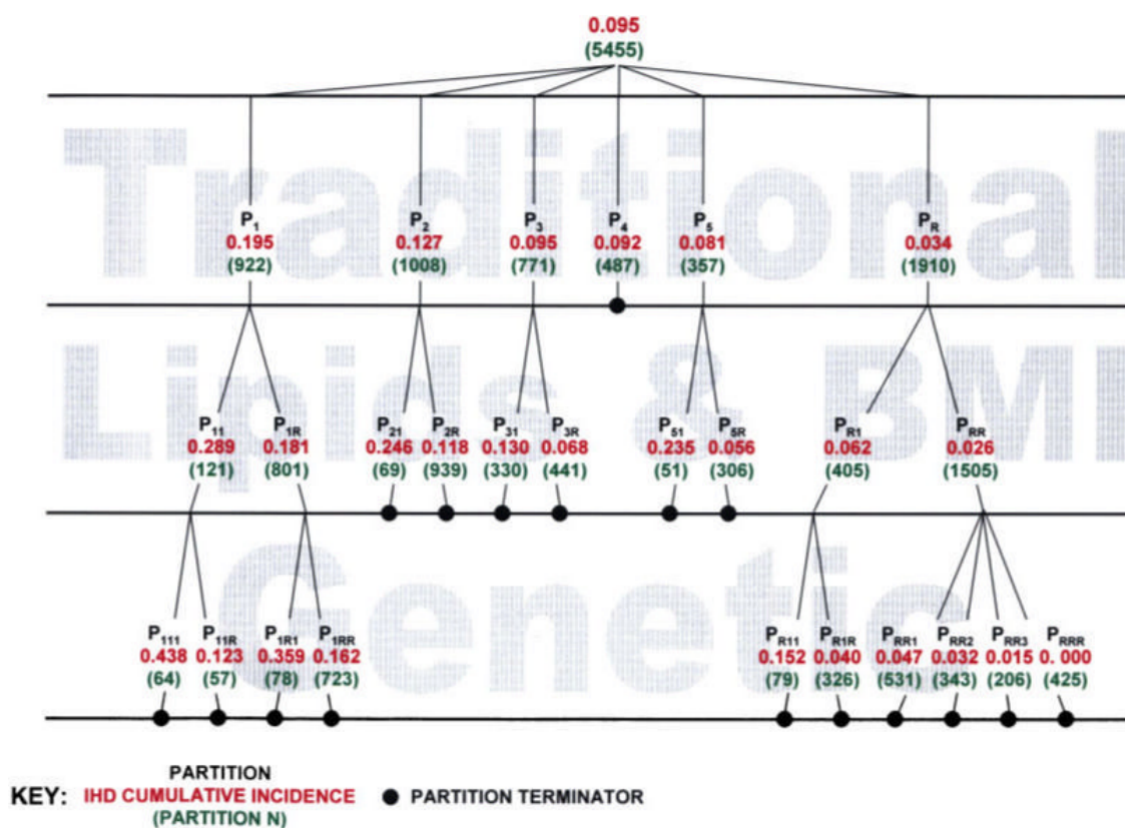 0.095
(5455)
Traditional
P1 P2 P3 P4 P5 PR
0.195 0.127 0.095 0.092 0.081 0.034
(922) (1008) (771) (487) (357) (1910)
Lipids & BMI
P11 P1R P21 P2R P31 P3R P51 P5R PR1 PRR
0.289 0.181 0.246 0.118 0.130 0.068 0.235 0.056 0.062 0.026
(121) (801) (69) (939) (330) (441) (51) (306) (405) (1505)
Genetic
P111 P11R P1R1 P1RR PR11 PR1R PRR1 PRR2 PRR3 PRRR
0.438 0.123 0.359 0.162 0.152 0.040 0.047 0.032 0.015 0. 000
(64) (57) (78) (723) (79) (326) (531) (343) (206) (425)
PARTITION
KEY: IHD CUMULATIVE INCIDENCE ● PARTITION TERMINATOR
(PARTITION N)